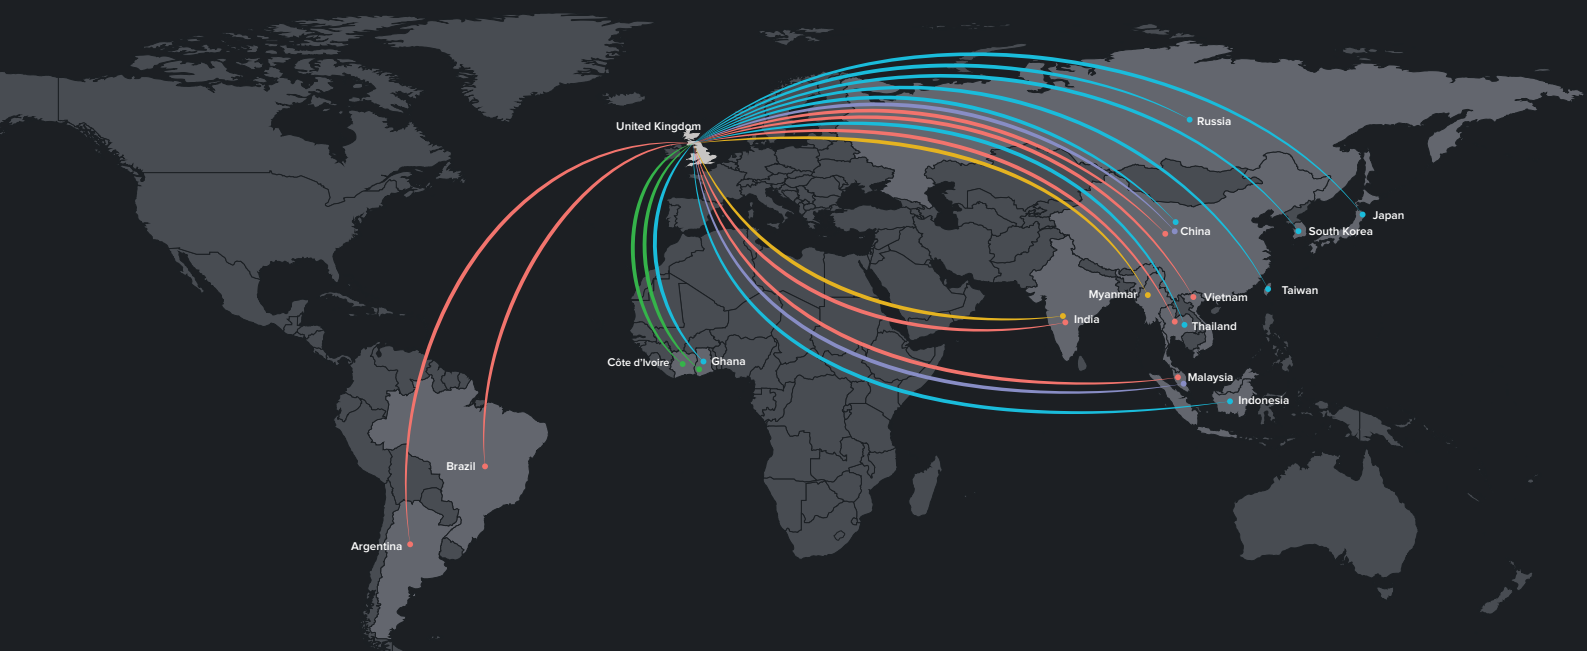 United Kingdom
Russia
Japan
South Korea
China
Taiwan
Myanmar
Vietnam
India
Thailand
Côte d'Ivoire
Ghana
Malaysia
Indonesia
Brazil
Argentina